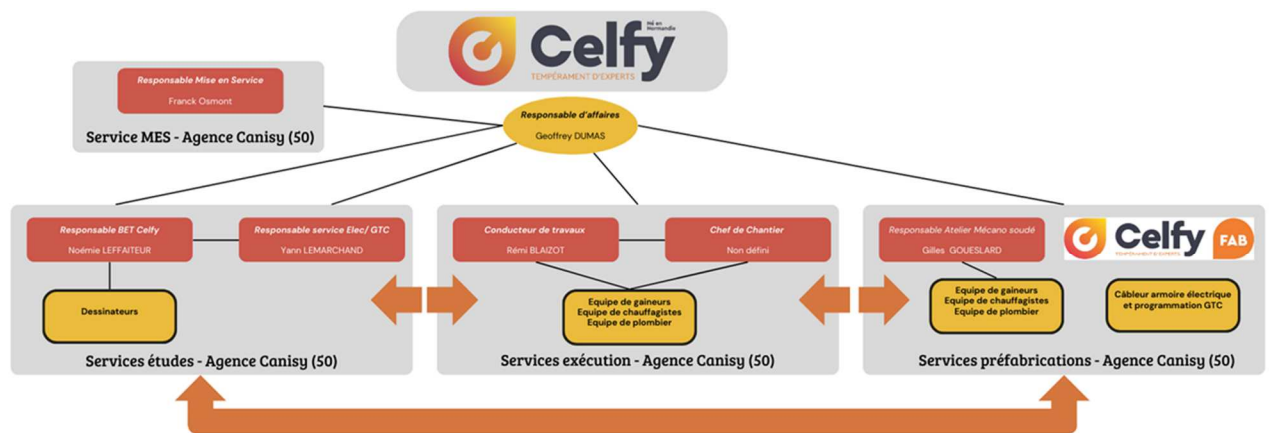 Né en
Normandie
Celfy
TEMPÉRAMENT D'EXPERTS
Responsable Mise en Service
Franck Osmont
Service MES - Agence Canisy (50)
Responsable d'affaires
Geoffrey DUMAS
Responsable BET Celfy
Noémie LEFFAITEUR
Responsable service Elec/ GTC
Yann LEMARCHAND
Dessinateurs
Services études - Agence Canisy (50)
Conducteur de travaux
Rémi BLAIZOT
Chef de Chantier
Non défini
Equipe de gaineurs
Equipe de chauffagistes
Equipe de plombier
Services exécution - Agence Canisy (50)
Responsable Atelier Mécano soudé
Gilles GOUESLARD
Celfy
TEMPÉRAMENT D'EXPERTS
FAB
Equipe de gaineurs
Equipe de chauffagistes
Equipe de plombier
Câbleur armoire électrique
et programmation GTC
Services préfabrications - Agence Canisy (50)